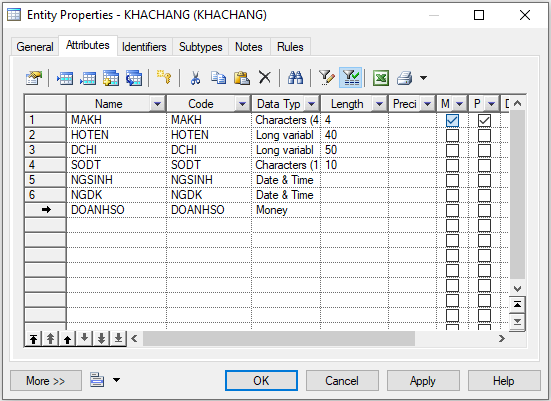 Entity Properties - KHACHANG (KHACHANG)
General Attributes Identifiers Subtypes Notes Rules
Name Code Data Typ Length Preci M P D
1 MAKH MAKH Characters (4 4
2 HOTEN HOTEN Long variabl 40
3 DCHI DCHI Long variabl 50
4 SODT SODT Characters (1 10
5 NGSINH NGSINH Date & Time
6 NGDK NGDK Date & Time
DOANHSO DOANHSO Money
More >> OK Cancel Apply Help